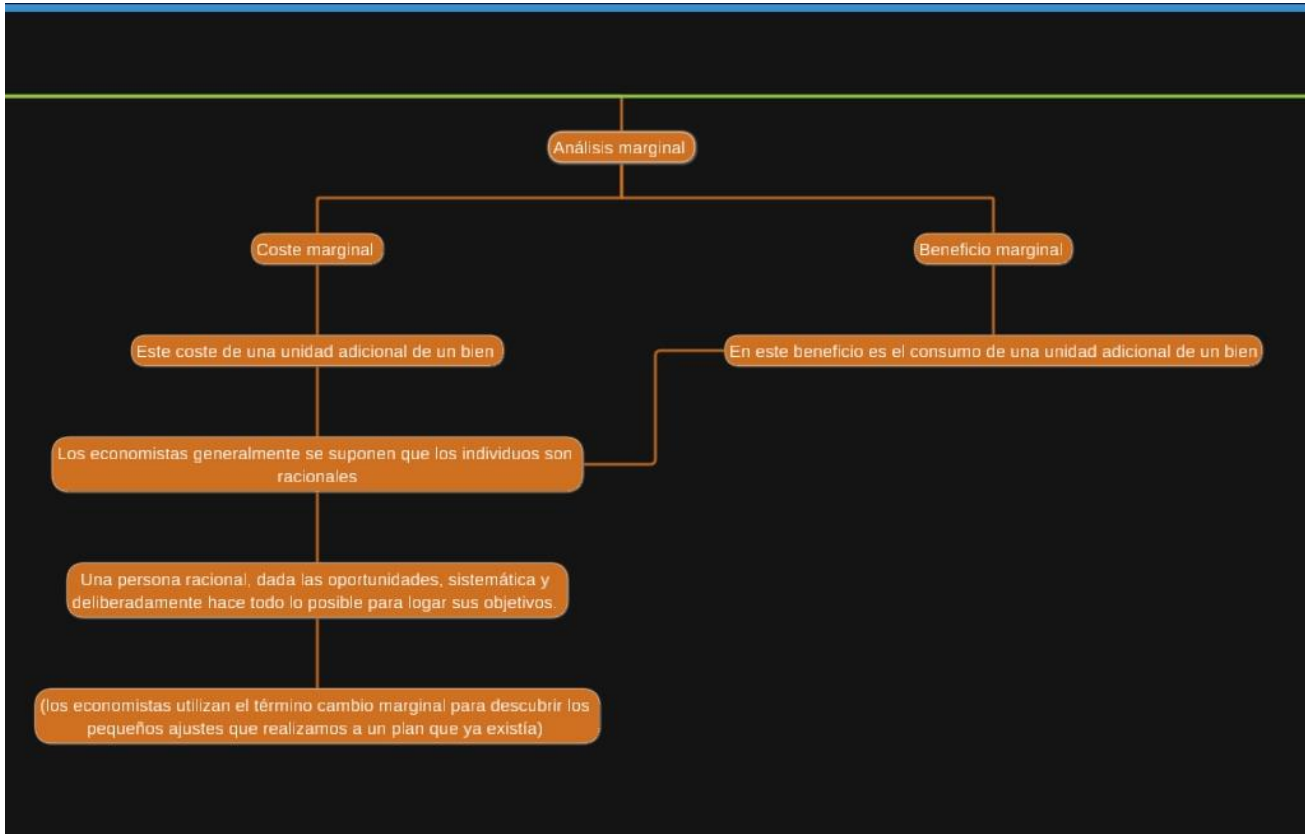 Análisis marginal
Coste marginal
Beneficio marginal
Este coste de una unidad adicional de un bien
En este beneficio es el consumo de una unidad adicional de un bien
Los economistas generalmente se suponen que los individuos son
racionales
Una persona racional, dada las oportunidades, sistemática y
deliberadamente hace todo lo posible para logar sus objetivos.
(los economistas utilizan el término cambio marginal para descubrir los
pequeños ajustes que realizamos a un plan que ya existía)